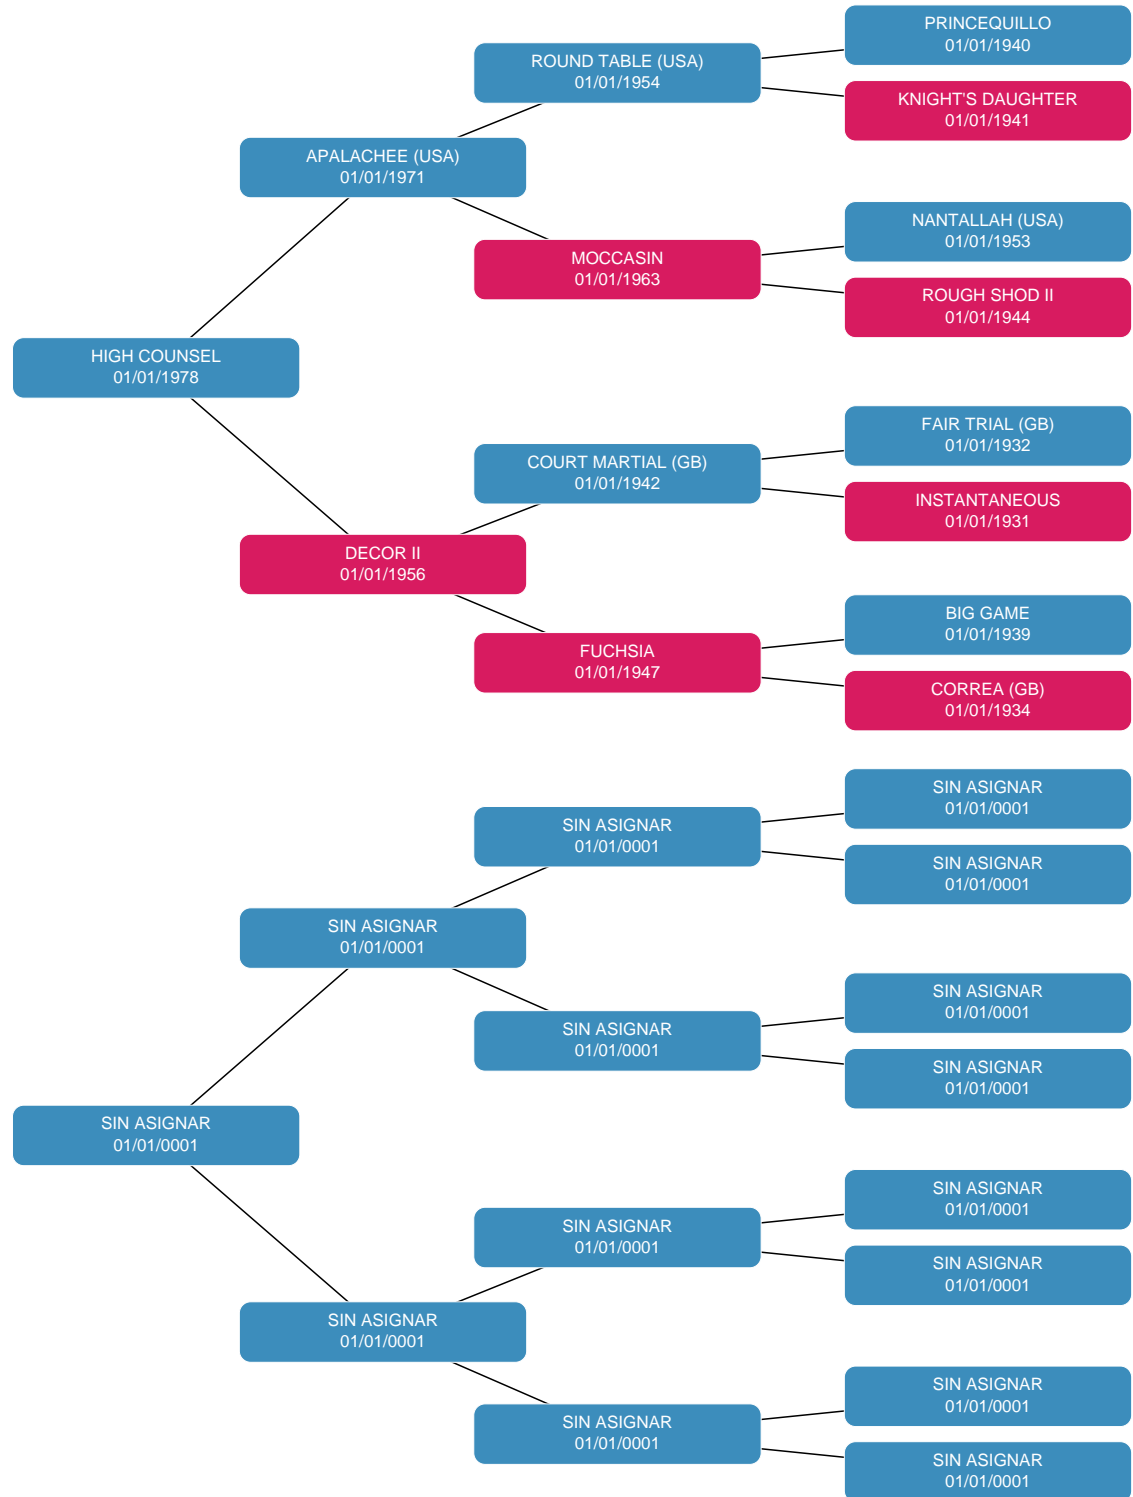 PRINCEQUILLO
01/01/1940
ROUND TABLE (USA)
01/01/1954
KNIGHT'S DAUGHTER
01/01/1941
APALACHEE (USA)
01/01/1971
NANTALLAH (USA)
01/01/1953
MOCCASIN
01/01/1963
ROUGH SHOD II
01/01/1944
HIGH COUNSEL
01/01/1978
FAIR TRIAL (GB)
01/01/1932
COURT MARTIAL (GB)
01/01/1942
INSTANTANEOUS
01/01/1931
DECOR II
01/01/1956
BIG GAME
01/01/1939
FUCHSIA
01/01/1947
CORREA (GB)
01/01/1934
SIN ASIGNAR
01/01/0001
SIN ASIGNAR
01/01/0001
SIN ASIGNAR
01/01/0001
SIN ASIGNAR
01/01/0001
SIN ASIGNAR
01/01/0001
SIN ASIGNAR
01/01/0001
SIN ASIGNAR
01/01/0001
SIN ASIGNAR
01/01/0001
SIN ASIGNAR
01/01/0001
SIN ASIGNAR
01/01/0001
SIN ASIGNAR
01/01/0001
SIN ASIGNAR
01/01/0001
SIN ASIGNAR
01/01/0001
SIN ASIGNAR
01/01/0001
SIN ASIGNAR
01/01/0001